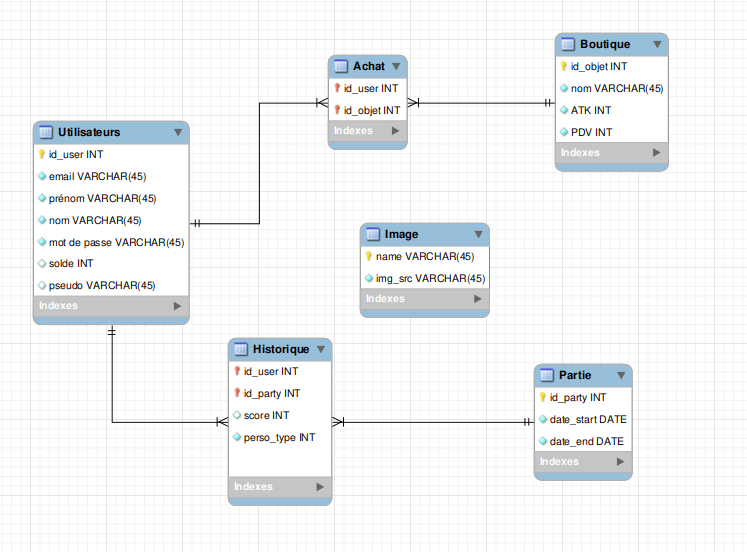 Boutique
id_objet INT
nom VARCHAR(45)
ATK INT
PDV INT
Indexes
Achat
id_user INT
id_objet INT
Indexes
Utilisateurs
id_user INT
email VARCHAR(45)
prénom VARCHAR(45)
nom VARCHAR(45)
mot de passe VARCHAR(45)
solde INT
pseudo VARCHAR(45)
Indexes
Image
name VARCHAR(45)
img_src VARCHAR(45)
Indexes
Historique
id_user INT
id_party INT
score INT
perso_type INT
Indexes
Partie
id_party INT
date_start DATE
date_end DATE
Indexes